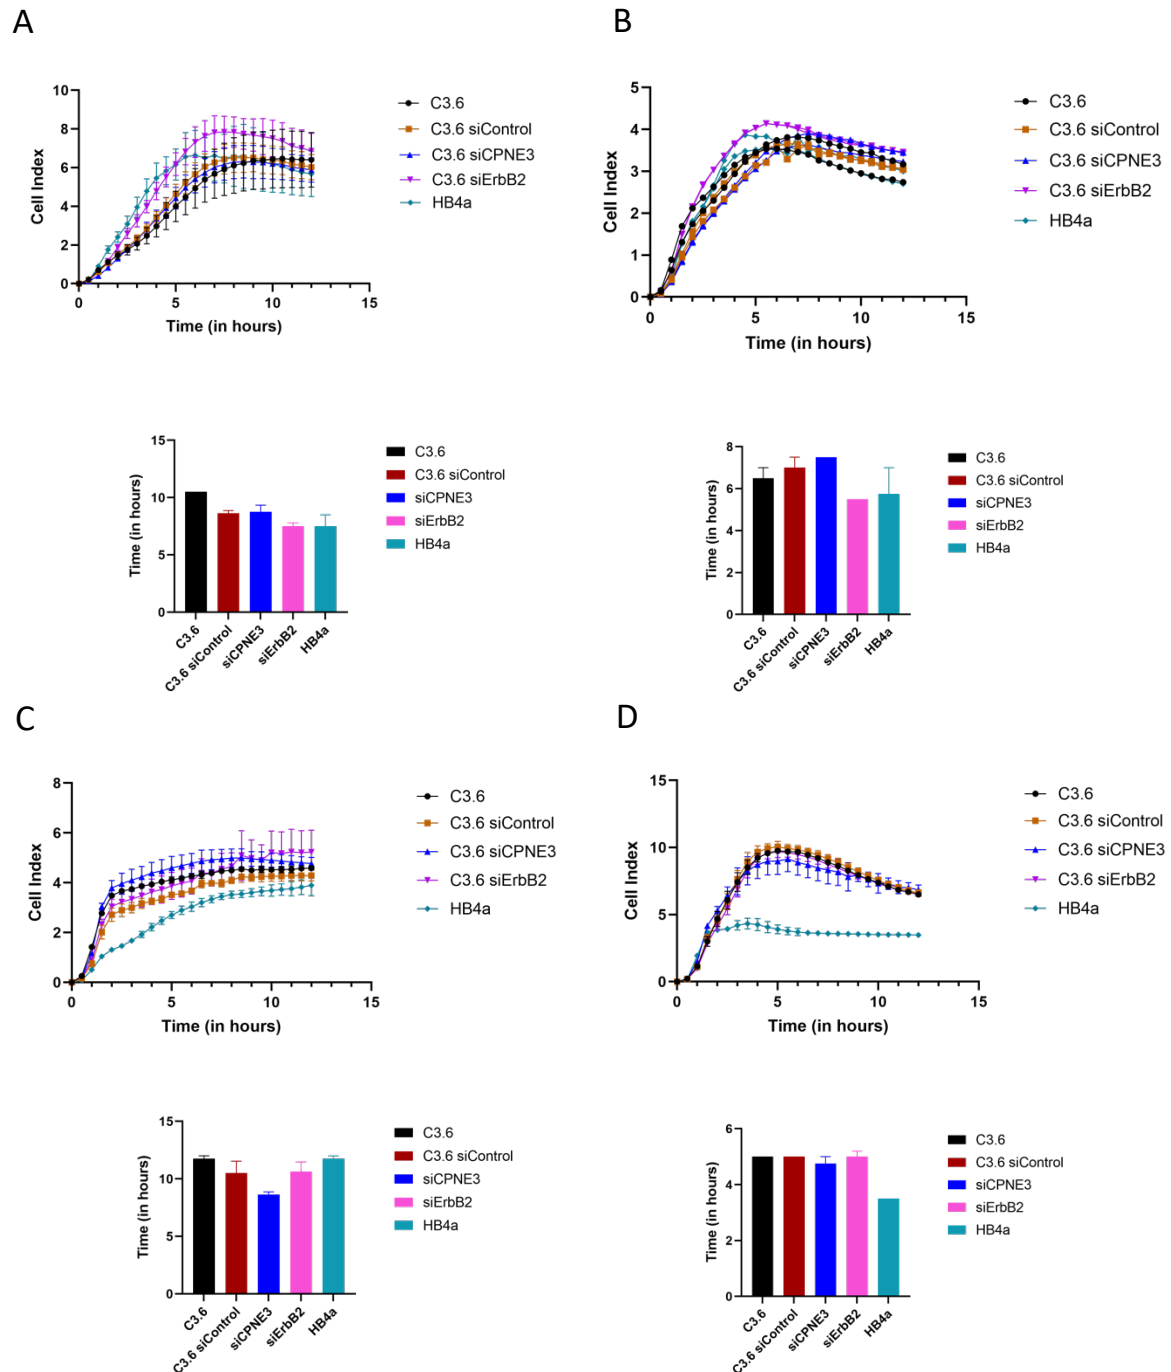 A
10
8
6
4
2
0
Cell Index
0
5
10
15
Time (in hours)
C3.6
C3.6 siControl
C3.6 siCPNE3
C3.6 siErbB2
HB4a
B
5
4
3
2
1
0
Cell Index
0
5
10
15
Time (in hours)
C3.6
C3.6 siControl
C3.6 siCPNE3
C3.6 siErbB2
HB4a
15
10
5
0
Time (in hours)
C3.6
C3.6 siControl
siCPNE3
siErbB2
HB4a
C3.6
C3.6 siControl
siCPNE3
siErbB2
HB4a
8
6
4
2
0
Time (in hours)
C3.6
C3.6 siControl
siCPNE3
siErbB2
HB4a
C3.6
C3.6 siControl
siCPNE3
siErbB2
HB4a
C
8
6
4
2
0
Cell Index
0
5
10
15
Time (in hours)
C3.6
C3.6 siControl
C3.6 siCPNE3
C3.6 siErbB2
HB4a
D
15
10
5
0
Cell Index
0
5
10
15
Time (in hours)
C3.6
C3.6 siControl
C3.6 siCPNE3
C3.6 siErbB2
HB4a
15
10
5
0
Time (in hours)
C3.6
C3.6 siControl
siCPNE3
siErbB2
HB4a
C3.6
C3.6 siControl
siCPNE3
siErbB2
HB4a
6
4
2
0
Time (in hours)
C3.6
C3.6 siControl
siCPNE3
siErbB2
HB4a
C3.6
C3.6 siControl
siCPNE3
siErbB2
HB4a